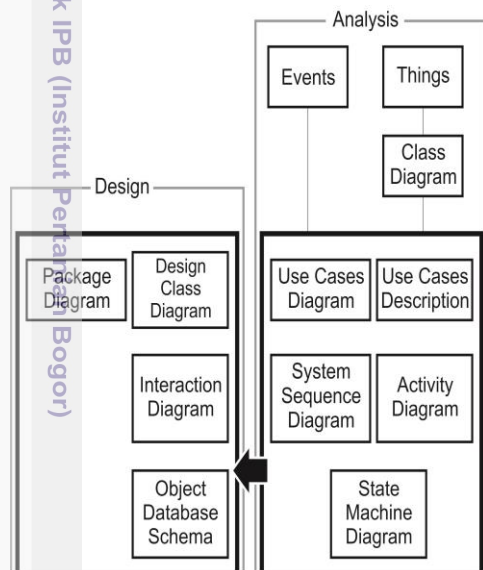 k IPB (Institut Pertanian Bogor)
Analysis
Events
Things
Class
Diagram
Design
Package
Diagram
Design
Class
Diagram
Interaction
Diagram
Object
Database
Schema
Use Cases
Diagram
Use Cases
Description
System
Sequence
Diagram
Activity
Diagram
State
Machine
Diagram